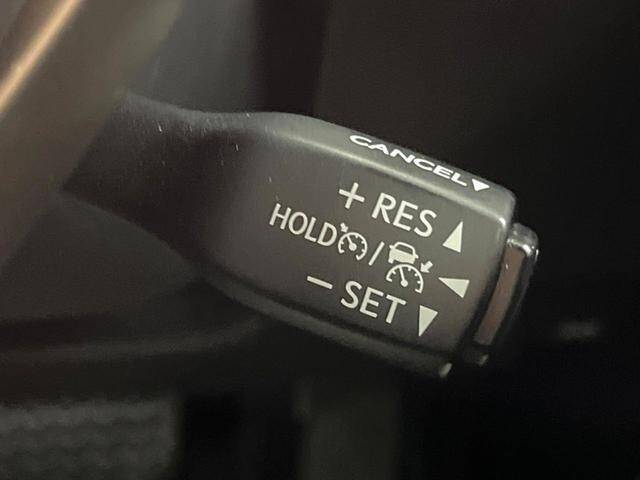 CANCEL▼
+ RES ▲
HOLD / ◀
- SET ▼